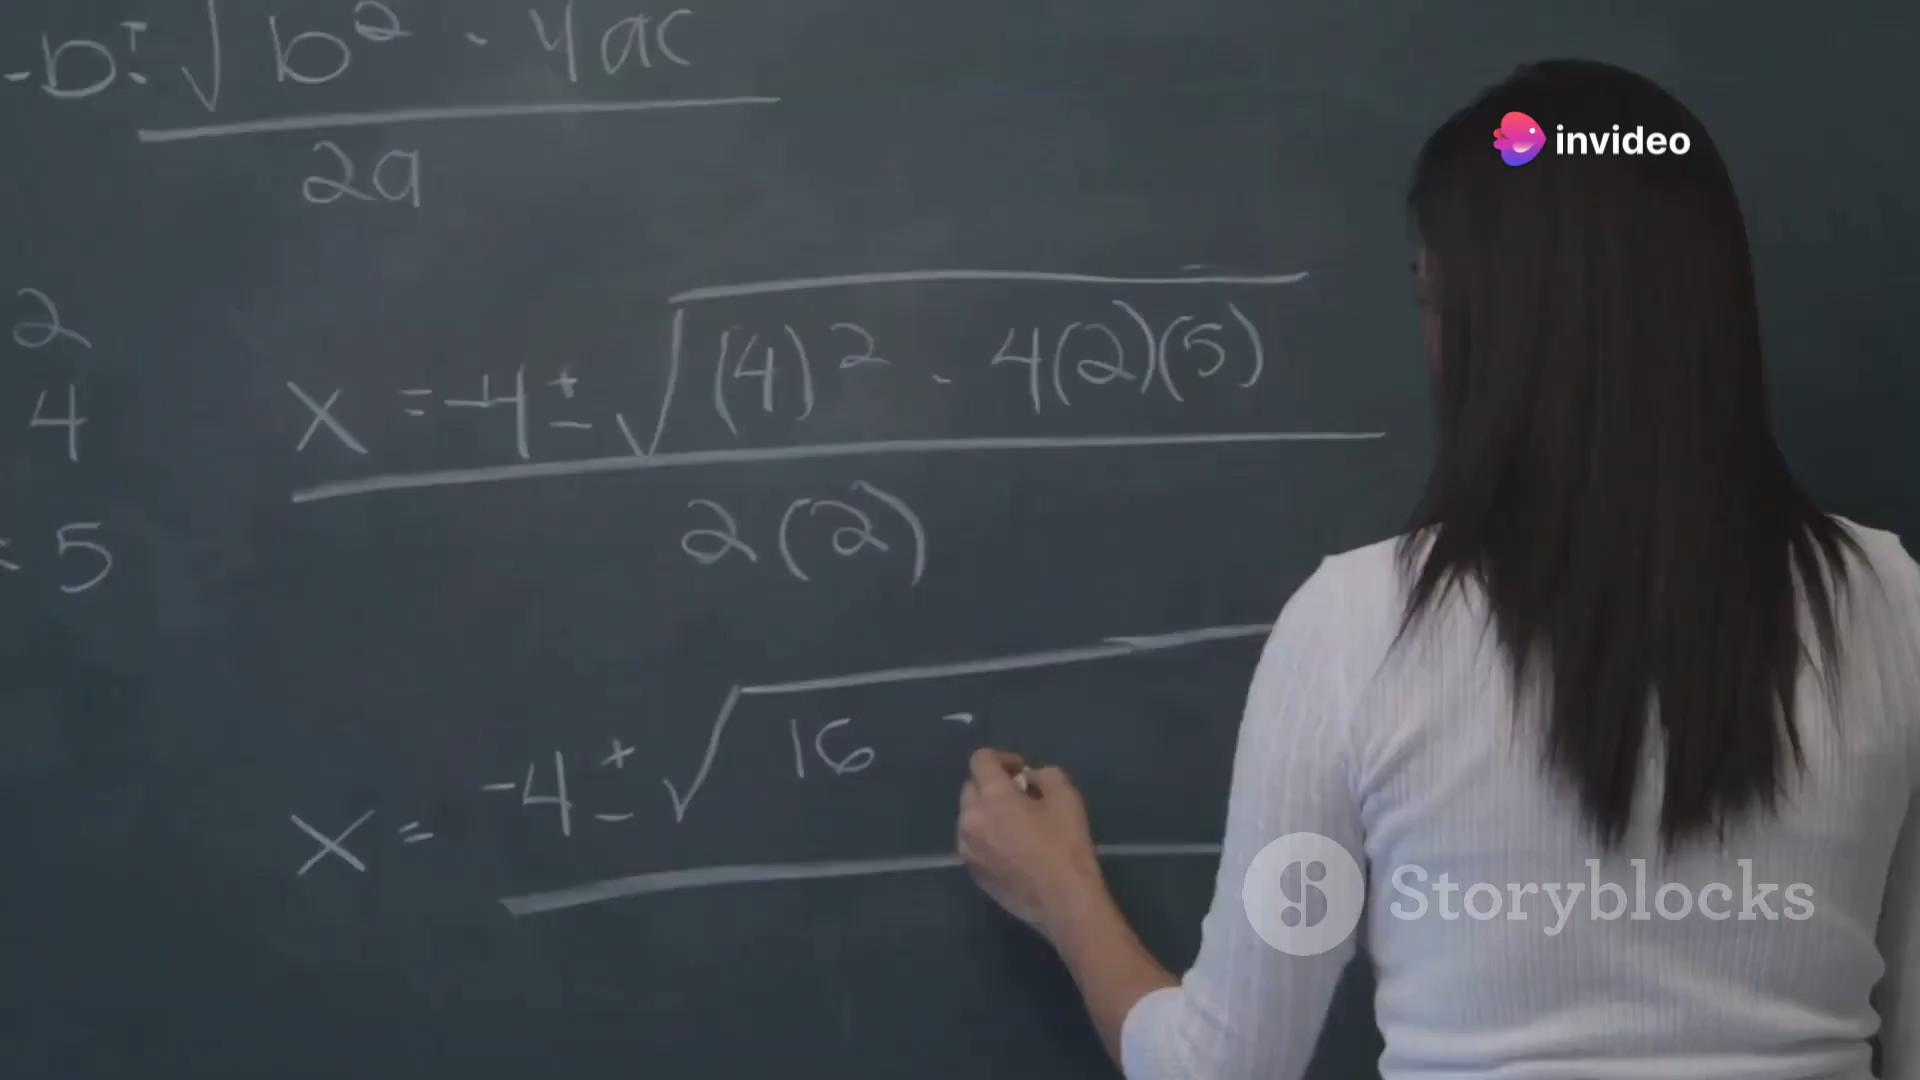 -b ± √ b² - 4ac
2a
invideo
2
4
= 5
x = -4 ± √ (4)² - 4(2)(5)
2(2)
x = -4 ± √ 16 -
Storyblocks